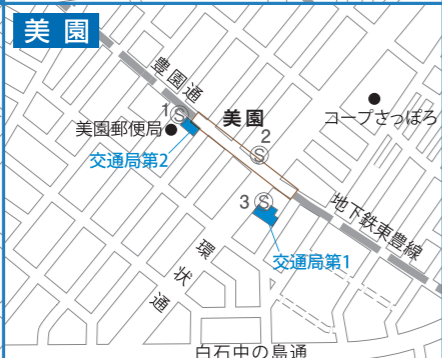 美園
豊園通
美園
コープさっぽろ
1
Ⓢ
2
Ⓢ
美園郵便局
交通局第2
3
Ⓢ
地下鉄東豊線
交通局第1
環状通
白石中の島通